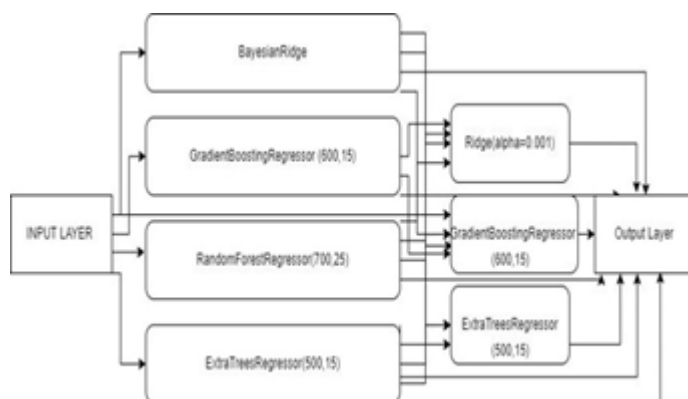 BayesianRidge
GradientBoostingRegressor (600,15)
Ridge(alpha=0.001)
INPUT LAYER
RandomForestRegressor(700,25)
GradientBoostingRegressor
(600,15)
Output Layer
ExtraTreesRegressor(500,15)
ExtraTreesRegressor
(500,15)